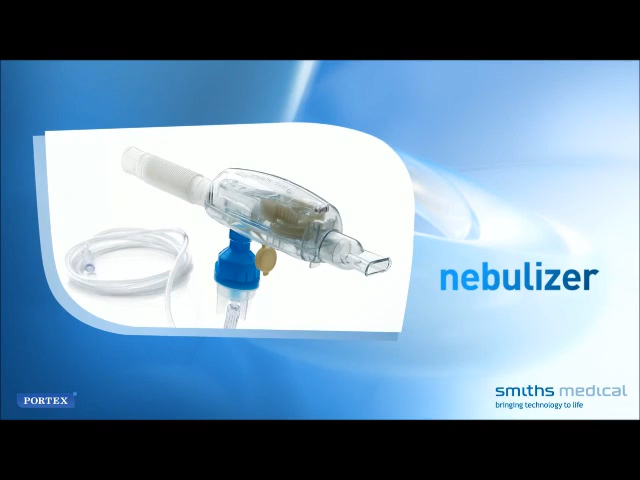 nebulizer
PORTEX
smiths medical
bringing technology to life